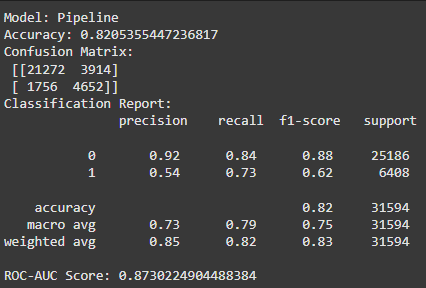 Model: Pipeline
Accuracy: 0.8205355447236817
Confusion Matrix:
[[21272 3914]
[ 1756 4652]]
Classification Report:
precision recall f1-score support
0 0.92 0.84 0.88 25186
1 0.54 0.73 0.62 6408
accuracy 0.82 31594
macro avg 0.73 0.79 0.75 31594
weighted avg 0.85 0.82 0.83 31594
ROC-AUC Score: 0.8730224904488384